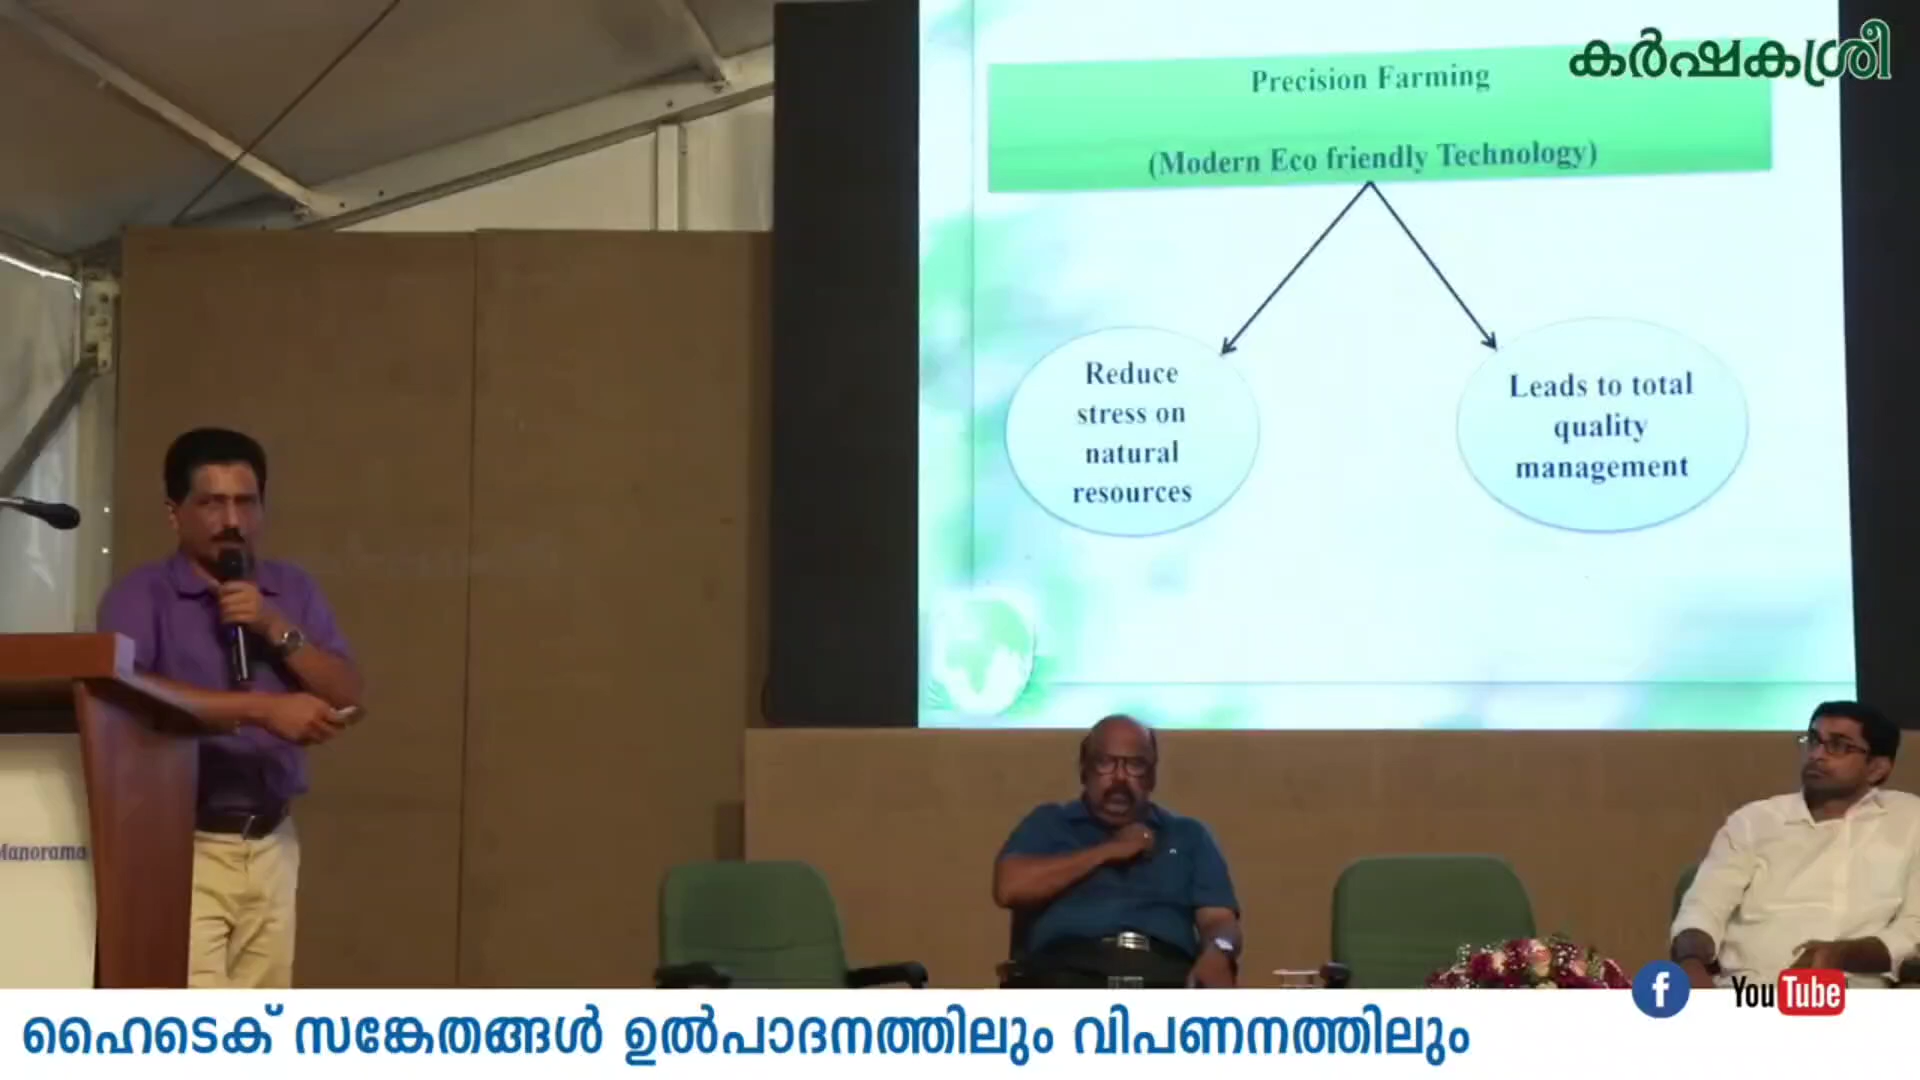 കർഷകശ്രീ
Precision Farming
(Modern Eco friendly Technology)
Reduce
stress on
natural
resources
Leads to total
quality
management
Manorama
f
YouTube
ഹൈടെക് സങ്കേതങ്ങൾ ഉൽപാദനത്തിലും വിപണനത്തിലും